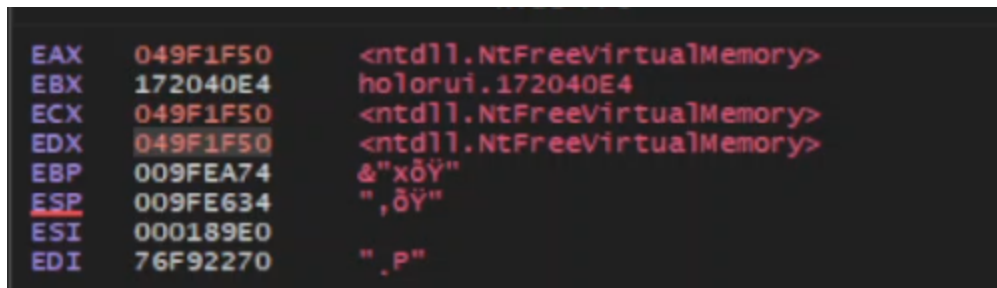 EAX 049F1F50 <ntdll.NtFreeVirtualMemory>
EBX 172040E4 holorui.172040E4
ECX 049F1F50 <ntdll.NtFreeVirtualMemory>
EDX 049F1F50 <ntdll.NtFreeVirtualMemory>
EBP 009FEA74 &"xõŸ"
ESP 009FE634 "‚õŸ"
ESI 000189E0
EDI 76F92270 "¸P"